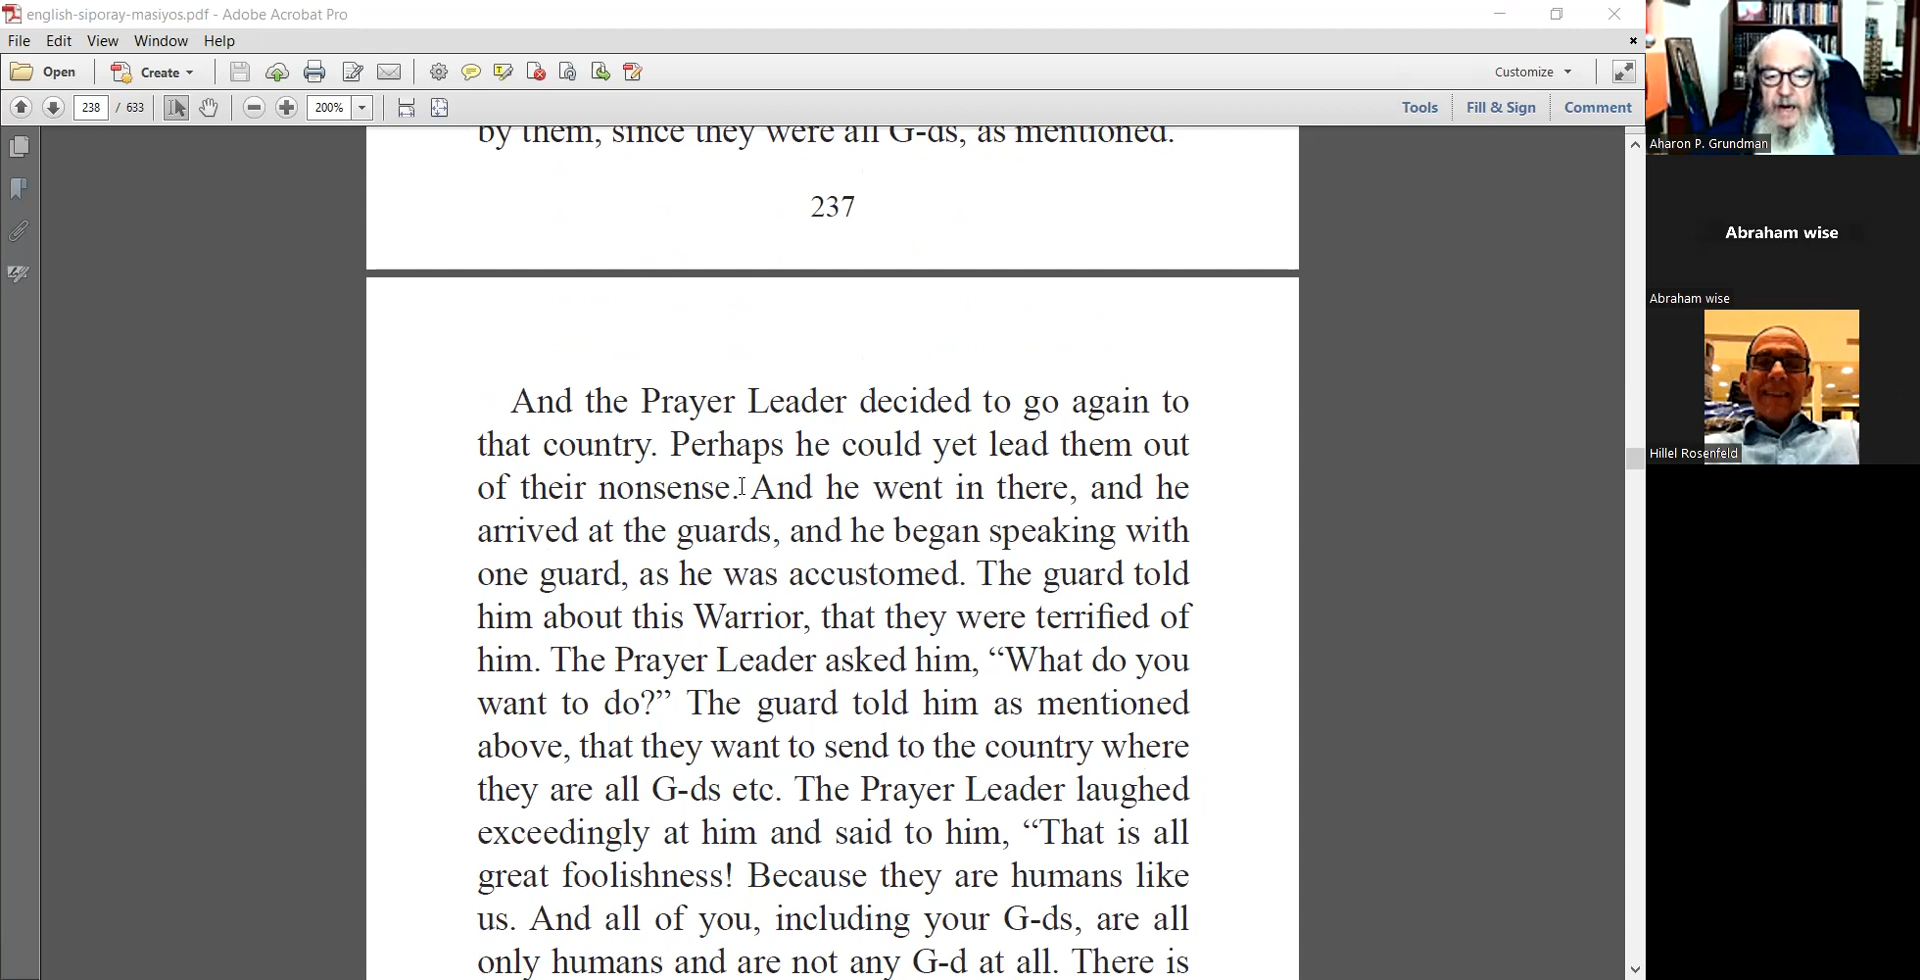 english-siporay-masiyos.pdf - Adobe Acrobat Pro
File Edit View Window Help
Open Create Customize
238 / 633 200% Tools Fill & Sign Comment
by them, since they were all G-ds, as mentioned.
237
And the Prayer Leader decided to go again to
that country. Perhaps he could yet lead them out
of their nonsense. And he went in there, and he
arrived at the guards, and he began speaking with
one guard, as he was accustomed. The guard told
him about this Warrior, that they were terrified of
him. The Prayer Leader asked him, “What do you
want to do?” The guard told him as mentioned
above, that they want to send to the country where
they are all G-ds etc. The Prayer Leader laughed
exceedingly at him and said to him, “That is all
great foolishness! Because they are humans like
us. And all of you, including your G-ds, are all
only humans and are not any G-d at all. There is
Aharon P. Grundman
Abraham wise
Abraham wise
Hillel Rosenfeld